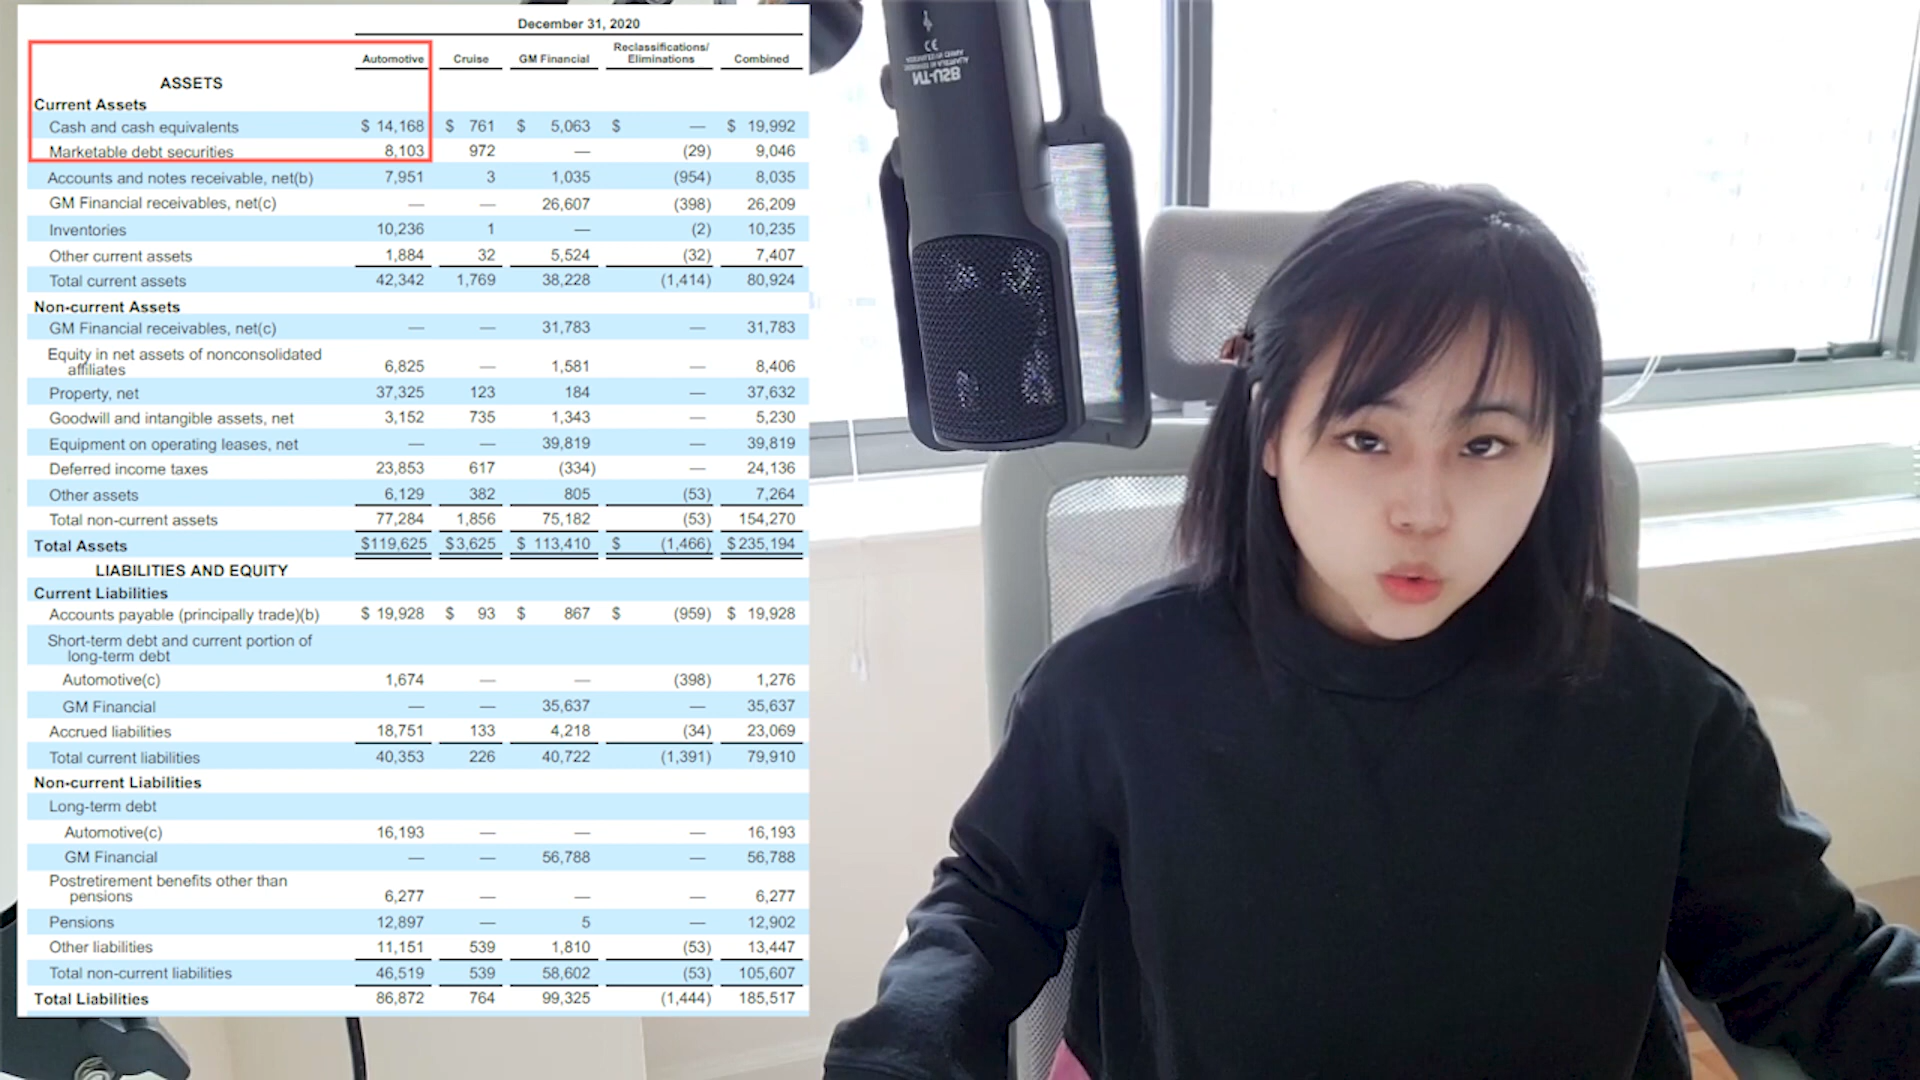 December 31, 2020
Automotive Cruise GM Financial Reclassifications/ Eliminations Combined
ASSETS
Current Assets
Cash and cash equivalents $ 14,168 $ 761 $ 5,063 $ — $ 19,992
Marketable debt securities 8,103 972 — (29) 9,046
Accounts and notes receivable, net(b) 7,951 3 1,035 (954) 8,035
GM Financial receivables, net(c) — — 26,607 (398) 26,209
Inventories 10,236 1 — (2) 10,235
Other current assets 1,884 32 5,524 (32) 7,407
Total current assets 42,342 1,769 38,228 (1,414) 80,924
Non-current Assets
GM Financial receivables, net(c) — — 31,783 — 31,783
Equity in net assets of nonconsolidated
affiliates 6,825 — 1,581 — 8,406
Property, net 37,325 123 184 — 37,632
Goodwill and intangible assets, net 3,152 735 1,343 — 5,230
Equipment on operating leases, net — — 39,819 — 39,819
Deferred income taxes 23,853 617 (334) — 24,136
Other assets 6,129 382 805 (53) 7,264
Total non-current assets 77,284 1,856 75,182 (53) 154,270
Total Assets $119,625 $3,625 $ 113,410 $ (1,466) $235,194
LIABILITIES AND EQUITY
Current Liabilities
Accounts payable (principally trade)(b) $ 19,928 $ 93 $ 867 $ (959) $ 19,928
Short-term debt and current portion of
long-term debt
Automotive(c) 1,674 — — (398) 1,276
GM Financial — — 35,637 — 35,637
Accrued liabilities 18,751 133 4,218 (34) 23,069
Total current liabilities 40,353 226 40,722 (1,391) 79,910
Non-current Liabilities
Long-term debt
Automotive(c) 16,193 — — — 16,193
GM Financial — — 56,788 — 56,788
Postretirement benefits other than
pensions 6,277 — — — 6,277
Pensions 12,897 — 5 — 12,902
Other liabilities 11,151 539 1,810 (53) 13,447
Total non-current liabilities 46,519 539 58,602 (53) 105,607
Total Liabilities 86,872 764 99,325 (1,444) 185,517
CE
NT-USB